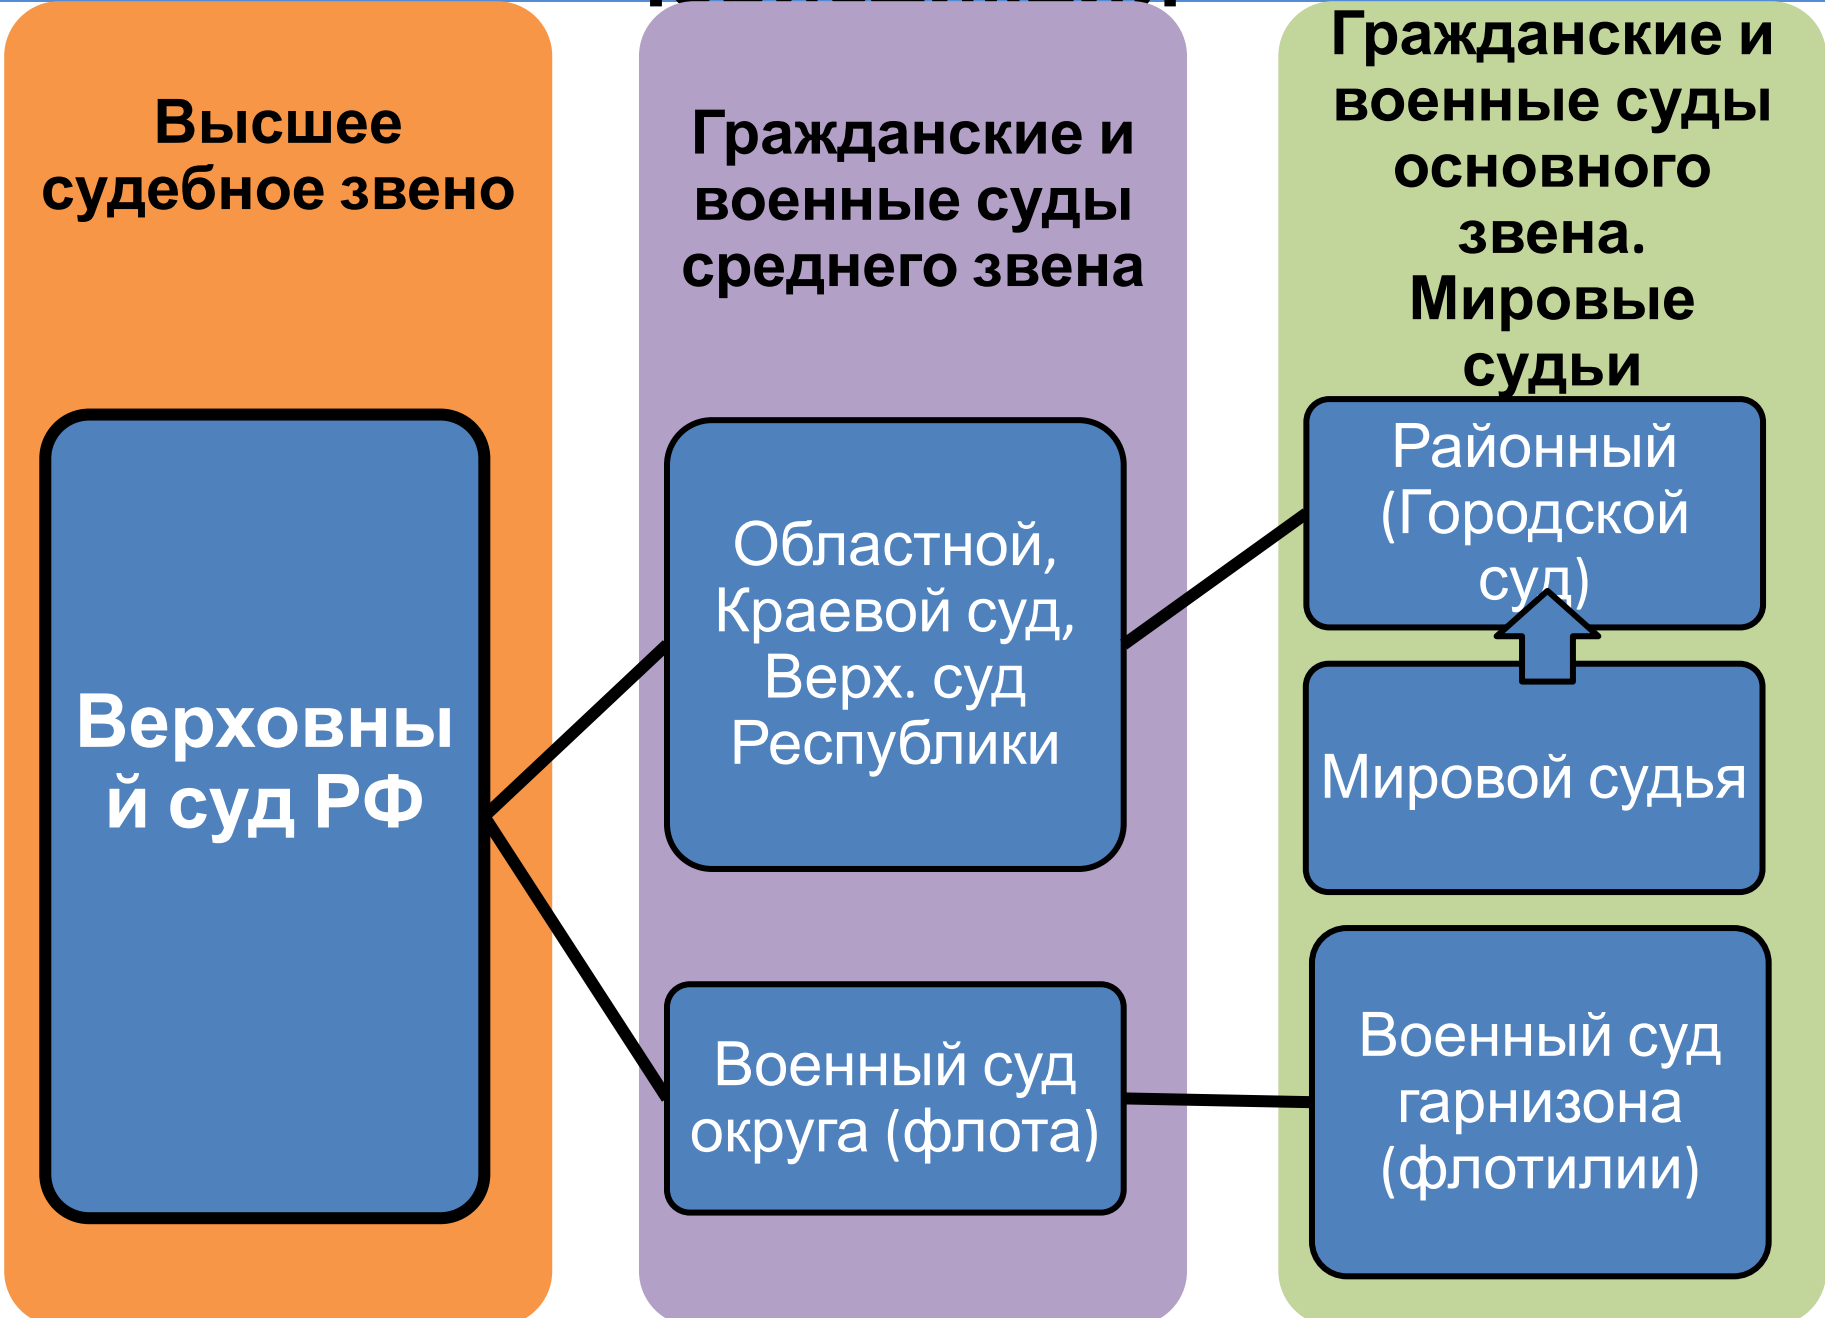 Высшее
судебное звено
Верховны
й суд РФ
Гражданские и
военные суды
среднего звена
Областной,
Краевой суд,
Верх. суд
Республики
Военный суд
округа (флота)
Гражданские и
военные суды
основного
звена.
Мировые
судьи
Районный
(Городской
суд)
Мировой судья
Военный суд
гарнизона
(флотилии)